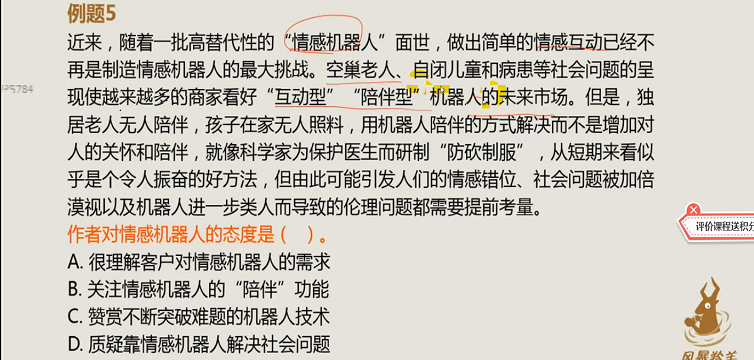 例题5
近来，随着一批高替代性的“情感机器人”面世，做出简单的情感互动已经不
再是制造情感机器人的最大挑战。空巢老人、自闭儿童和病患等社会问题的呈
现使越来越多的商家看好“互动型”“陪伴型”机器人的未来市场。但是，独
居老人无人陪伴，孩子在家无人照料，用机器人陪伴的方式解决而不是增加对
人的关怀和陪伴，就像科学家为保护医生而研制“防砍制服”，从短期来看似
乎是个令人振奋的好方法，但由此可能引发人们的情感错位、社会问题被加倍
漠视以及机器人进一步类人而导致的伦理问题都需要提前考量。
作者对情感机器人的态度是（　）。
A. 很理解客户对情感机器人的需求
B. 关注情感机器人的“陪伴”功能
C. 赞赏不断突破难题的机器人技术
D. 质疑靠情感机器人解决社会问题
评价课程送积分